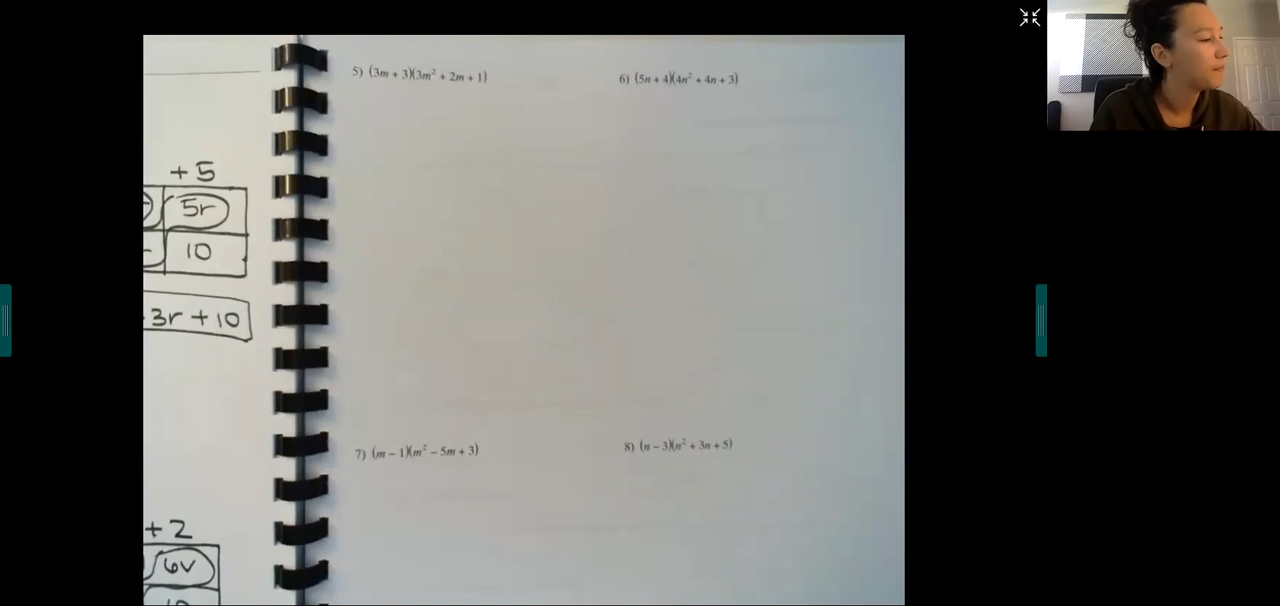 5) (3m + 3)(3m² + 2m + 1)
6) (5n + 4)(4n² + 4n + 3)
+5
5r
10
3r + 10
7) (m − 1)(m² − 5m + 3)
8) (n − 3)(n² + 3n + 5)
+2
6v